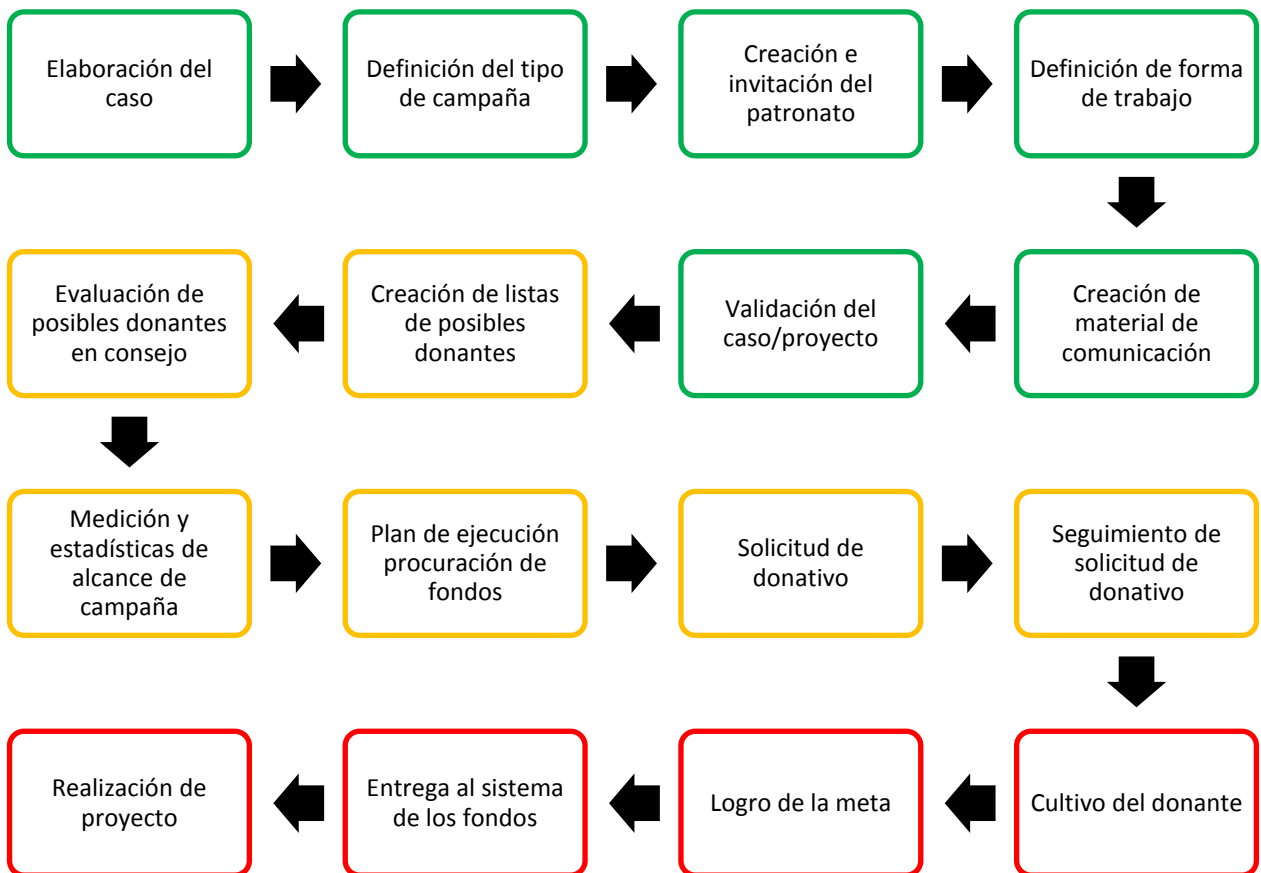 Elaboración del
caso
Definición del tipo
de campaña
Creación e
invitación del
patronato
Definición de forma
de trabajo
Creación de
material de
comunicación
Validación del
caso/proyecto
Creación de listas
de posibles
donantes
Evaluación de
posibles donantes
en consejo
Medición y
estadísticas de
alcance de
campaña
Plan de ejecución
procuración de
fondos
Solicitud de
donativo
Seguimiento de
solicitud de
donativo
Cultivo del donante
Logro de la meta
Entrega al sistema
de los fondos
Realización de
proyecto